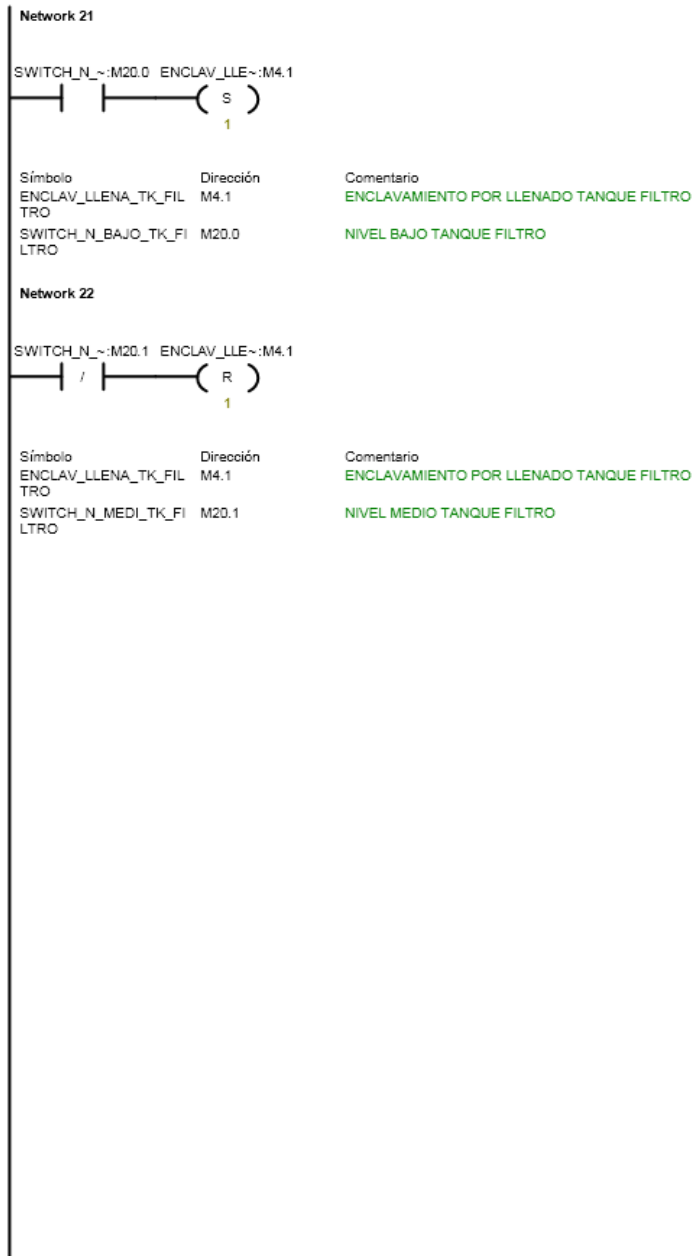 Network 21
SWITCH_N_~:M20.0 ENCLAV_LLE~:M4.1
S
1
Símbolo Dirección Comentario
ENCLAV_LLENA_TK_FIL M4.1 ENCLAVAMIENTO POR LLENADO TANQUE FILTRO
TRO
SWITCH_N_BAJO_TK_FI M20.0 NIVEL BAJO TANQUE FILTRO
LTRO
Network 22
SWITCH_N_~:M20.1 ENCLAV_LLE~:M4.1
/ R
1
Símbolo Dirección Comentario
ENCLAV_LLENA_TK_FIL M4.1 ENCLAVAMIENTO POR LLENADO TANQUE FILTRO
TRO
SWITCH_N_MEDI_TK_FI M20.1 NIVEL MEDIO TANQUE FILTRO
LTRO